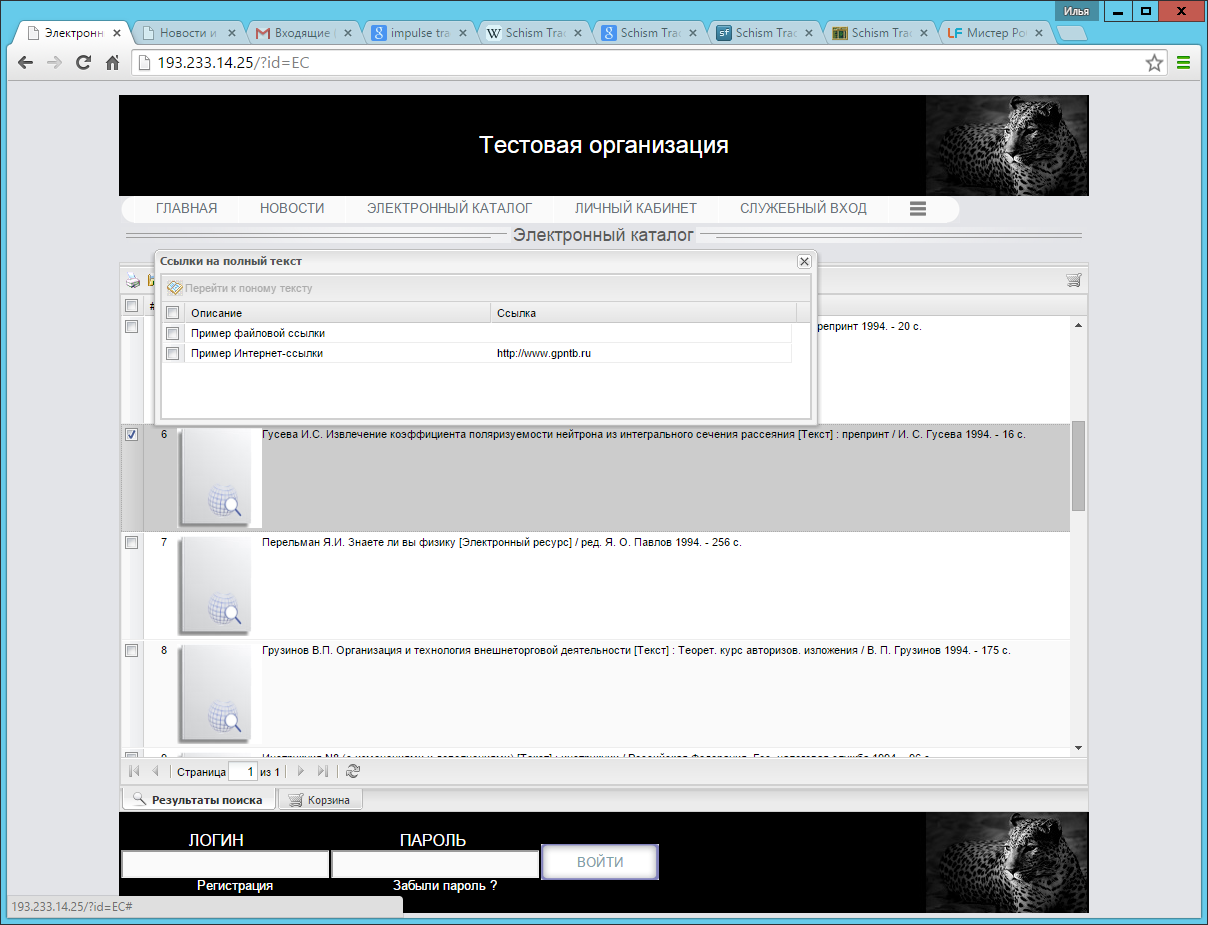 Илья
Электронн
Новости и
Входящие
impulse tra
Schism Trac
Schism Trac
Schism Trac
Schism Trac
Мистер Ро
193.233.14.25/?id=EC
Тестовая организация
ГЛАВНАЯ НОВОСТИ ЭЛЕКТРОННЫЙ КАТАЛОГ ЛИЧНЫЙ КАБИНЕТ СЛУЖЕБНЫЙ ВХОД
Электронный каталог
Ссылки на полный текст
Перейти к поному тексту
#
Описание Ссылка
Пример файловой ссылки
репринт 1994. - 20 с.
Пример Интернет-ссылки http://www.gpntb.ru
6 Гусева И.С. Извлечение коэффициента поляризуемости нейтрона из интегрального сечения рассеяния [Текст] : препринт / И. С. Гусева 1994. - 16 с.
7 Перельман Я.И. Знаете ли вы физику [Электронный ресурс] / ред. Я. О. Павлов 1994. - 256 с.
8 Грузинов В.П. Организация и технология внешнеторговой деятельности [Текст] : Теорет. курс авторизов. изложения / В. П. Грузинов 1994. - 175 с.
Страница 1 из 1
Результаты поиска Корзина
ЛОГИН ПАРОЛЬ
ВОЙТИ
Регистрация Забыли пароль ?
193.233.14.25/?id=EC#